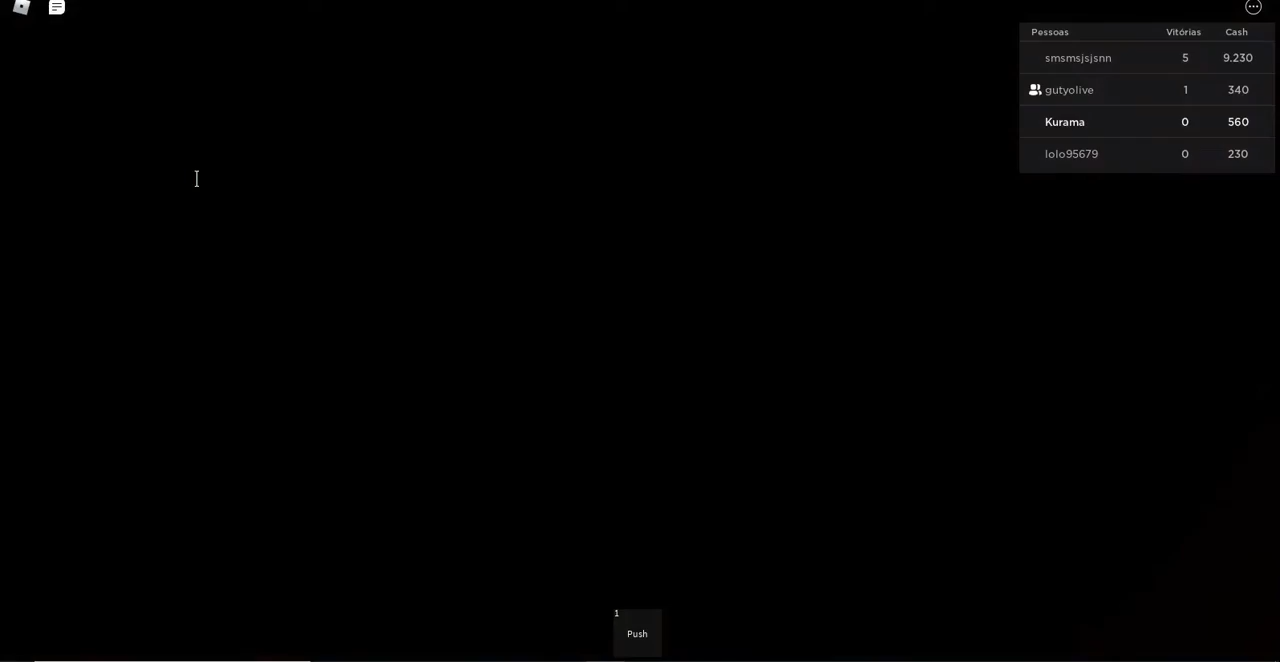 Pessoas Vitórias Cash
smsmsjsjsnn 5 9.230
gutyolive 1 340
Kurama 0 560
lolo95679 0 230
1
Push